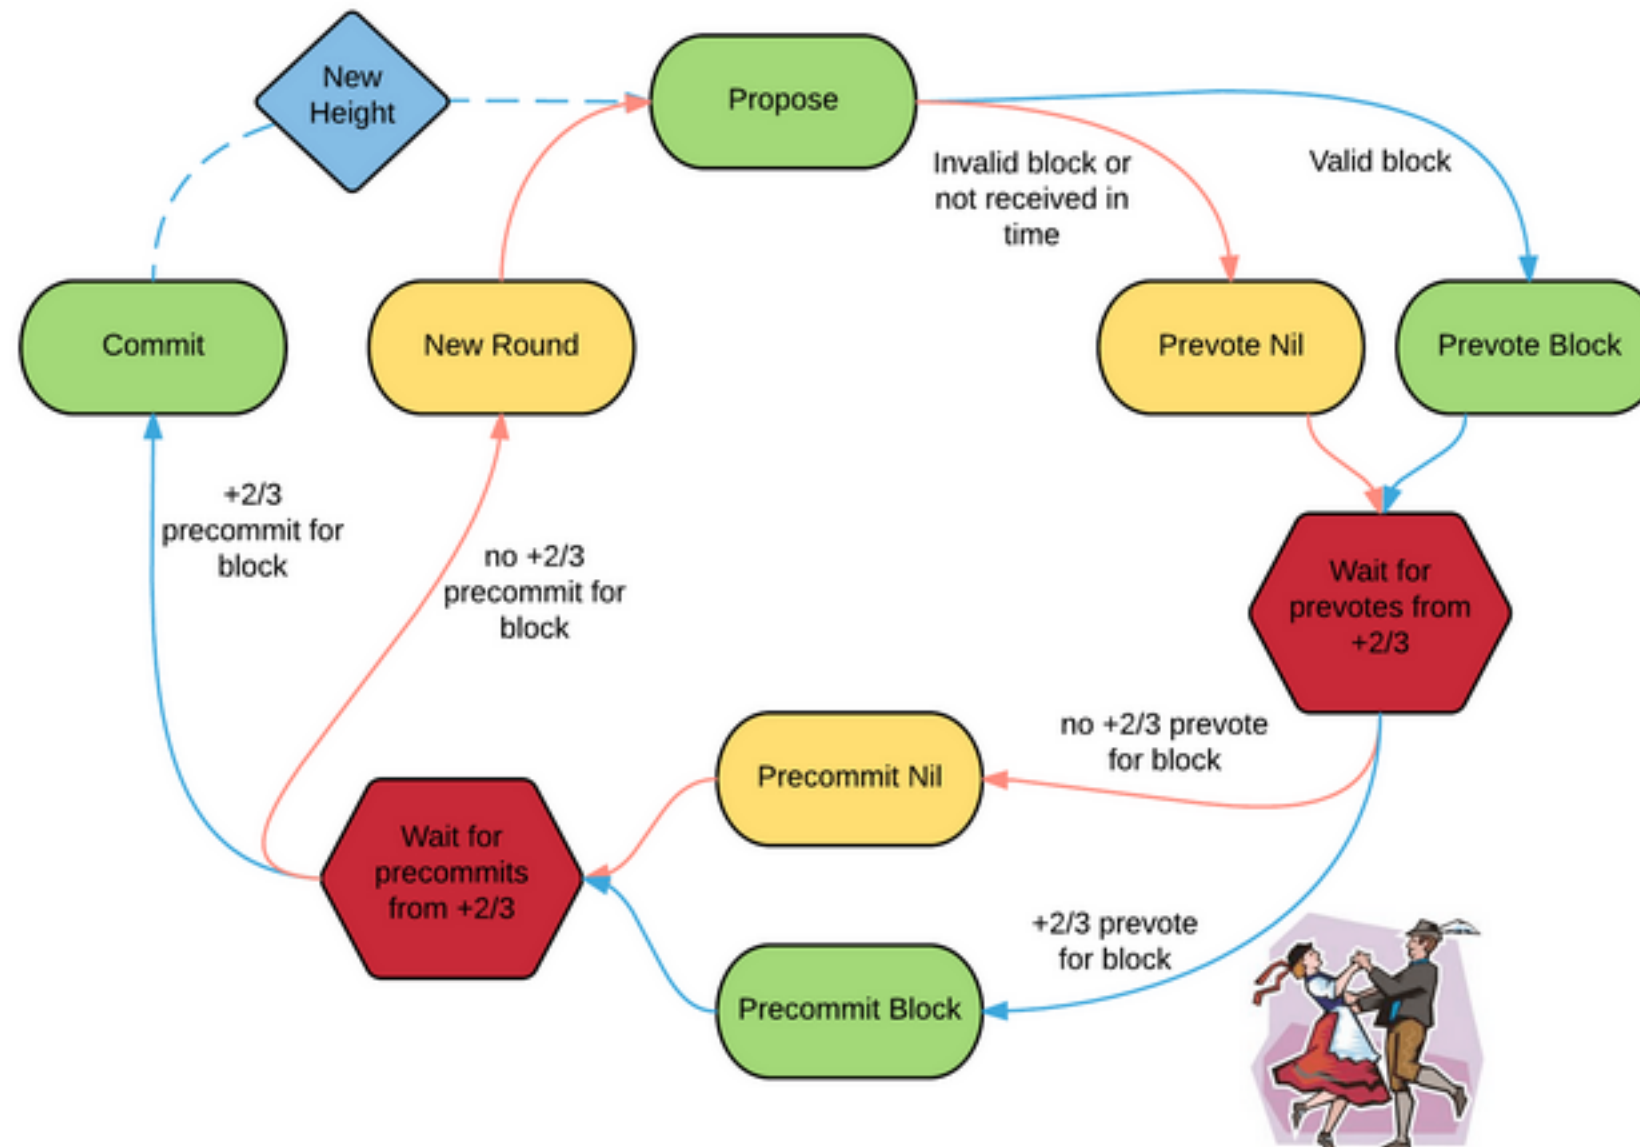 New
Height
Propose
Invalid block or
not received in
time
Valid block
Commit
New Round
Prevote Nil
Prevote Block
+2/3
precommit for
block
no +2/3
precommit for
block
Wait for
prevotes from
+2/3
no +2/3 prevote
for block
Precommit Nil
Wait for
precommits
from +2/3
+2/3 prevote
for block
Precommit Block